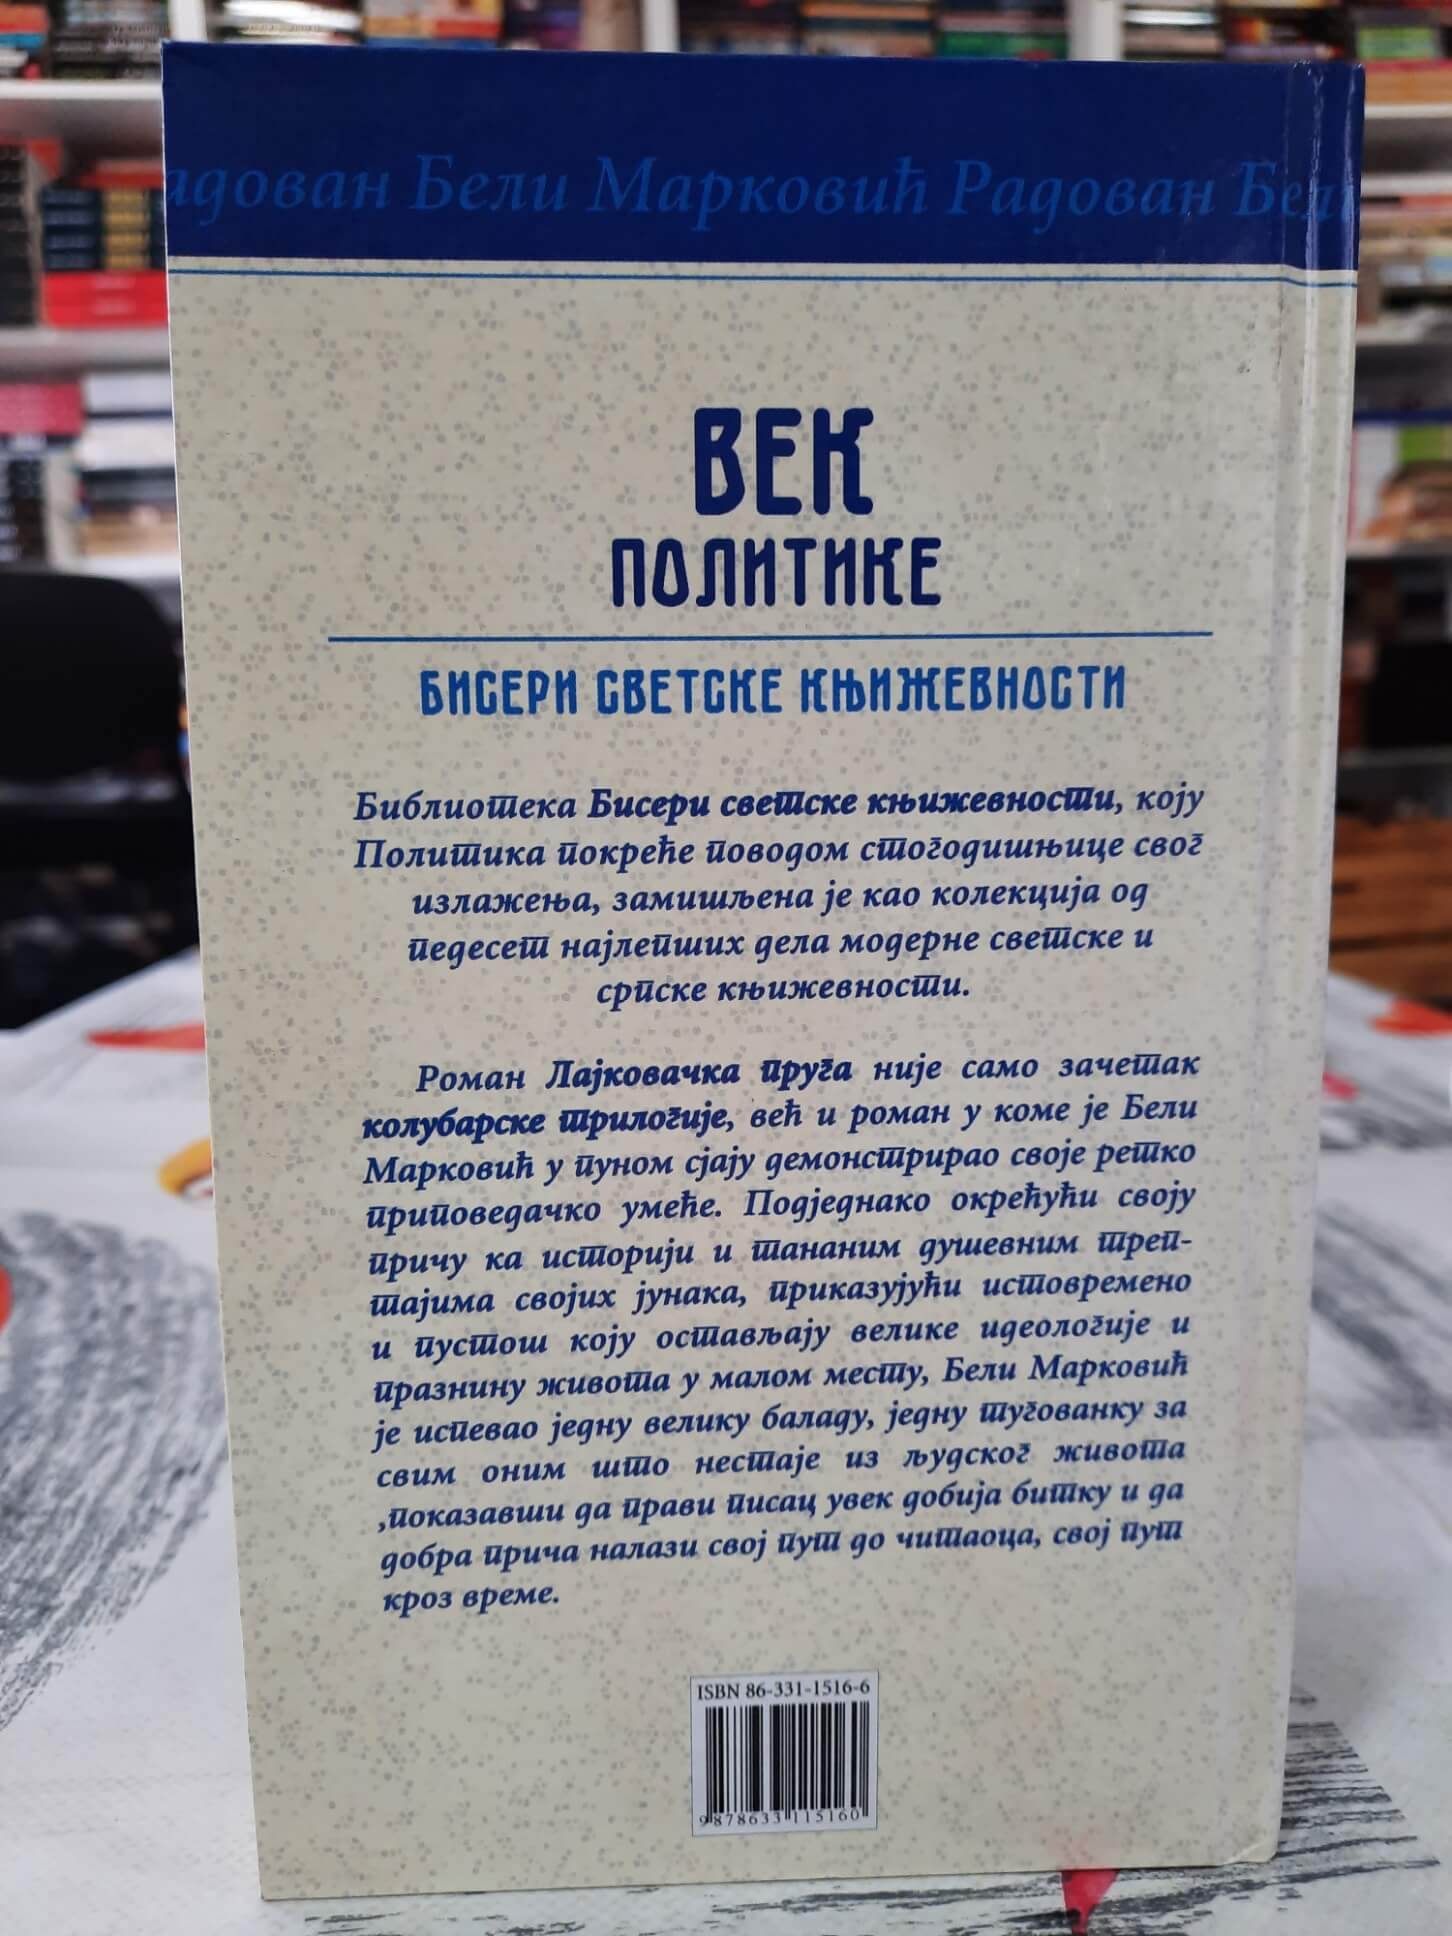 адован Бели Марковић Радован Бели
ВЕК
ПОЛИТИКЕ
БИСЕРИ СВЕТСКЕ КЊИЖЕВНОСТИ
Библиотека Бисери светске књижевности, коју
Политика покреће поводом стогодишњице свог
излажења, замишљена је као колекција од
педесет најлепших дела модерне светске и
српске књижевности.
Роман Лајковачка пруга није само зачетак
колубарске трилогије, већ и роман у коме је Бели
Марковић у пуном сјају демонстрирао своје ретко
приповедачко умеће. Подједнако окрећући своју
причу ка историји и тананим душевним треп-
тајима својих јунака, приказујући истовремено
и пустош коју остављају велике идеологије и
празнину живота у малом месту, Бели Марковић
је испевао једну велику баладу, једну туgованку за
свим оним што нестаје из људског живота
,показавши да прави писац увек добија битку и да
добра прича налази свој пут до читаоца, свој пут
кроз време.
ISBN 86-331-1516-6
9 878633 115160